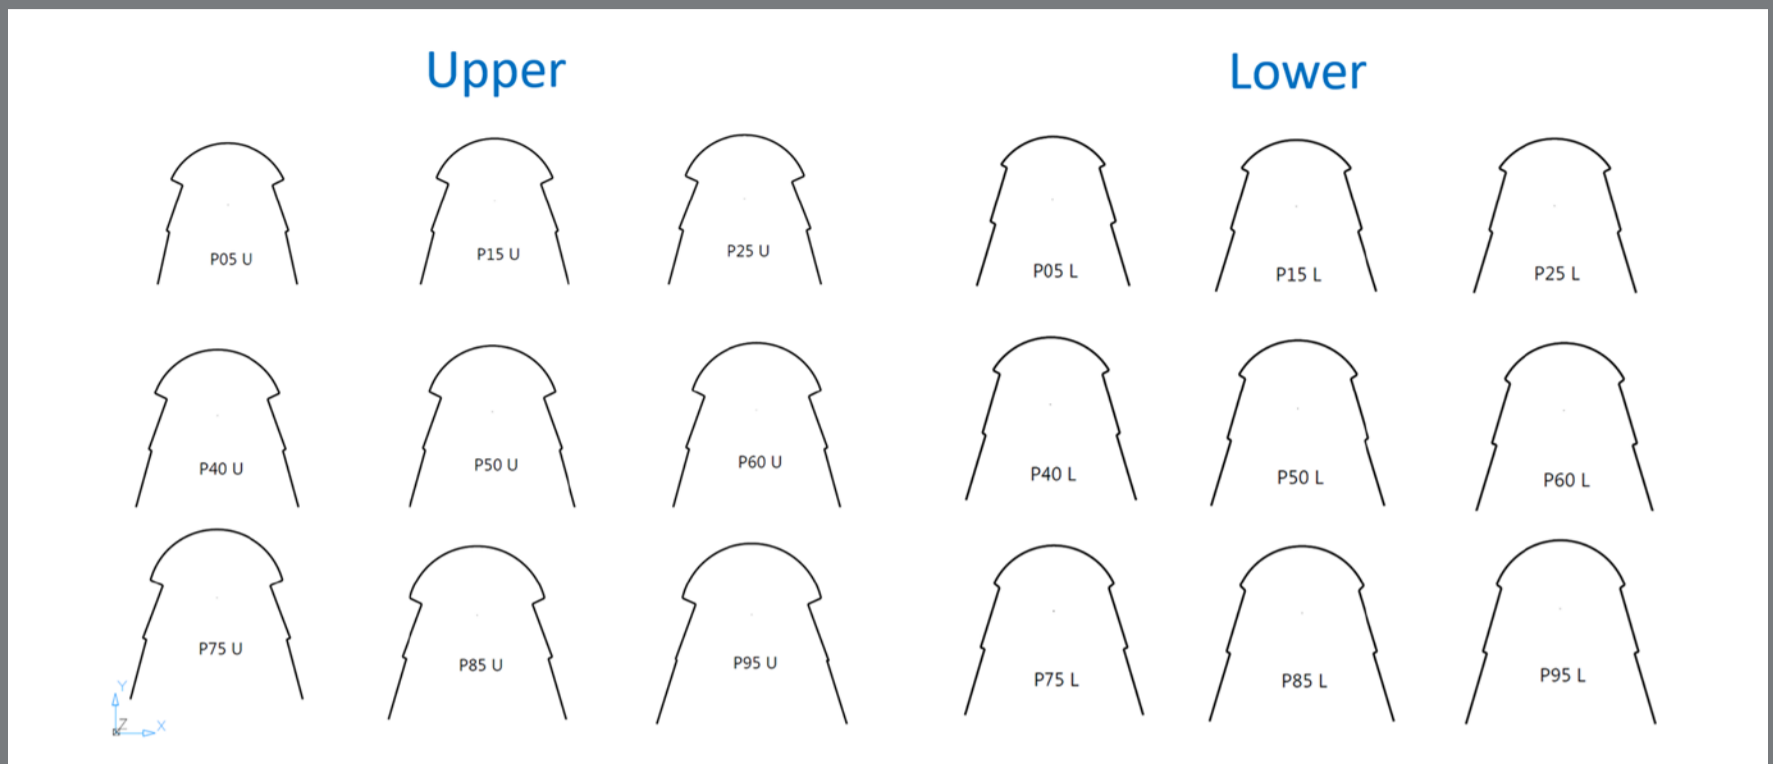 Upper
Lower
P05 U
P15 U
P25 U
P05 L
P15 L
P25 L
P40 U
P50 U
P60 U
P40 L
P50 L
P60 L
P75 U
P85 U
P95 U
P75 L
P85 L
P95 L
Y
Z
X